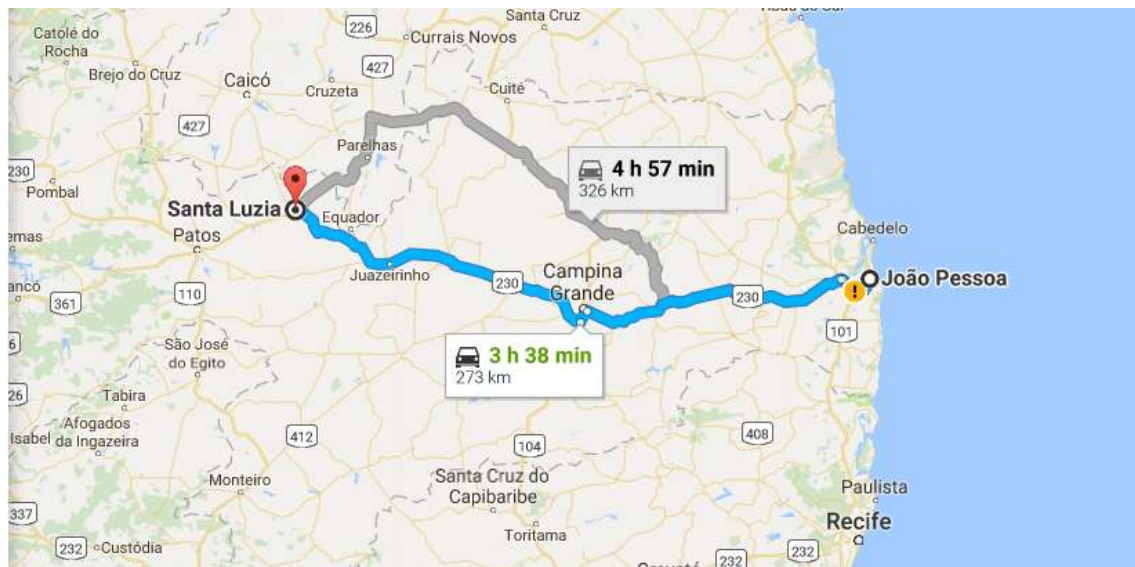 Santa Cruz
Catolé do
Rocha
226
Currais Novos
427
Brejo do Cruz
Caicó
Cruzeta
Cuité
427
Parelhas
230
Pombal
4 h 57 min
326 km
Santa Luzia
Equador
Patos
Cabedelo
Juazeirinho
230
Campina
Grande
230
João Pessoa
110
361
101
3 h 38 min
273 km
São José
do Egito
Tabira
Afogados
da Ingazeira
Isabel
412
104
408
Monteiro
Santa Cruz do
Capibaribe
Paulista
337
Toritama
Recife
232
Custódia
232
232